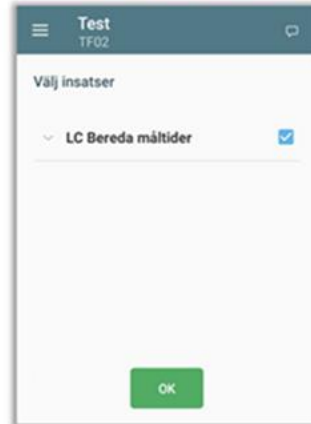 Test
TF02
Välj insatser
LC Bereda måltider
OK